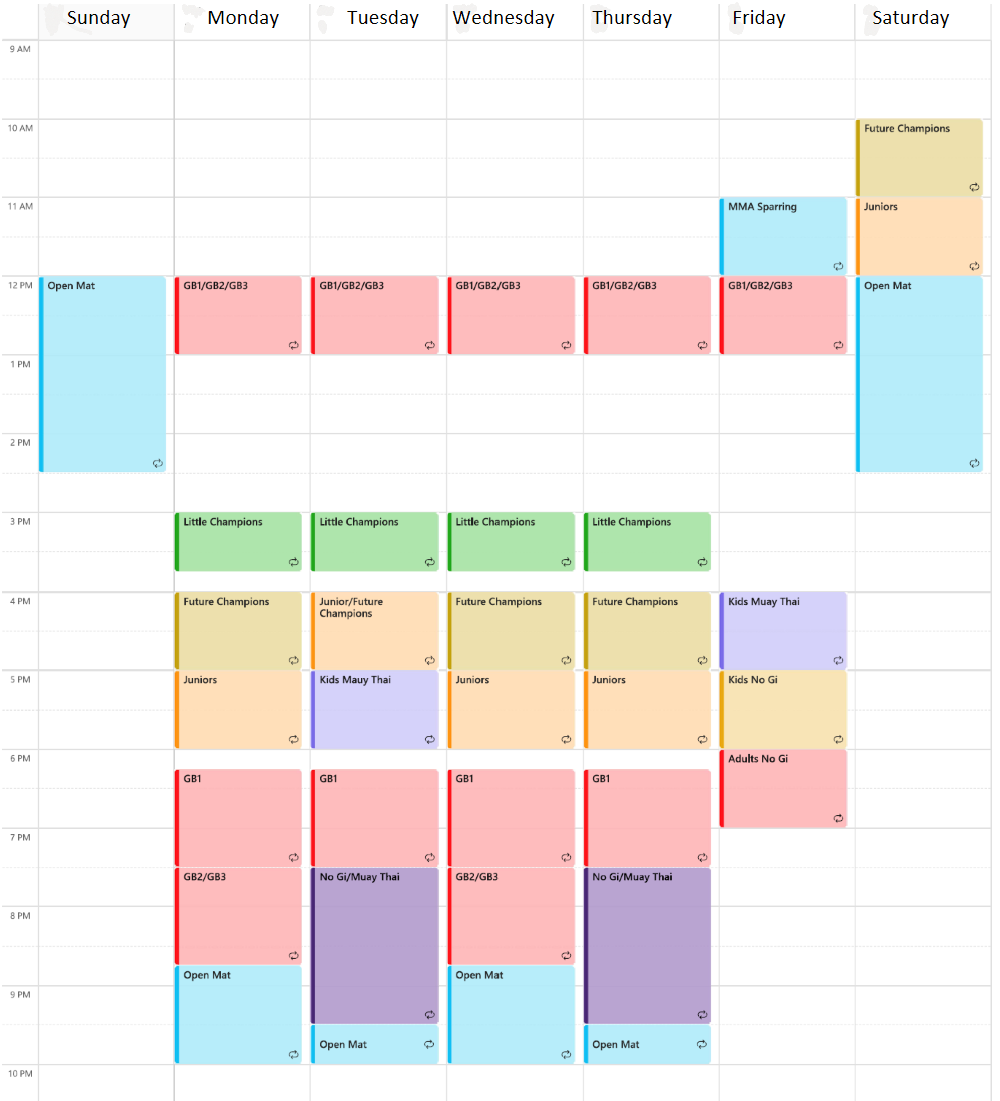 Sunday Monday Tuesday Wednesday Thursday Friday Saturday
9 AM
10 AM
Future Champions
11 AM
MMA Sparring
Juniors
12 PM
Open Mat
GB1/GB2/GB3
GB1/GB2/GB3
GB1/GB2/GB3
GB1/GB2/GB3
GB1/GB2/GB3
Open Mat
1 PM
2 PM
3 PM
Little Champions
Little Champions
Little Champions
Little Champions
4 PM
Future Champions
Junior/Future
Champions
Future Champions
Future Champions
Kids Muay Thai
5 PM
Juniors
Kids Mauy Thai
Juniors
Juniors
Kids No Gi
6 PM
Adults No Gi
GB1
GB1
GB1
GB1
7 PM
GB2/GB3
No Gi/Muay Thai
GB2/GB3
No Gi/Muay Thai
8 PM
Open Mat
Open Mat
9 PM
Open Mat
Open Mat
10 PM